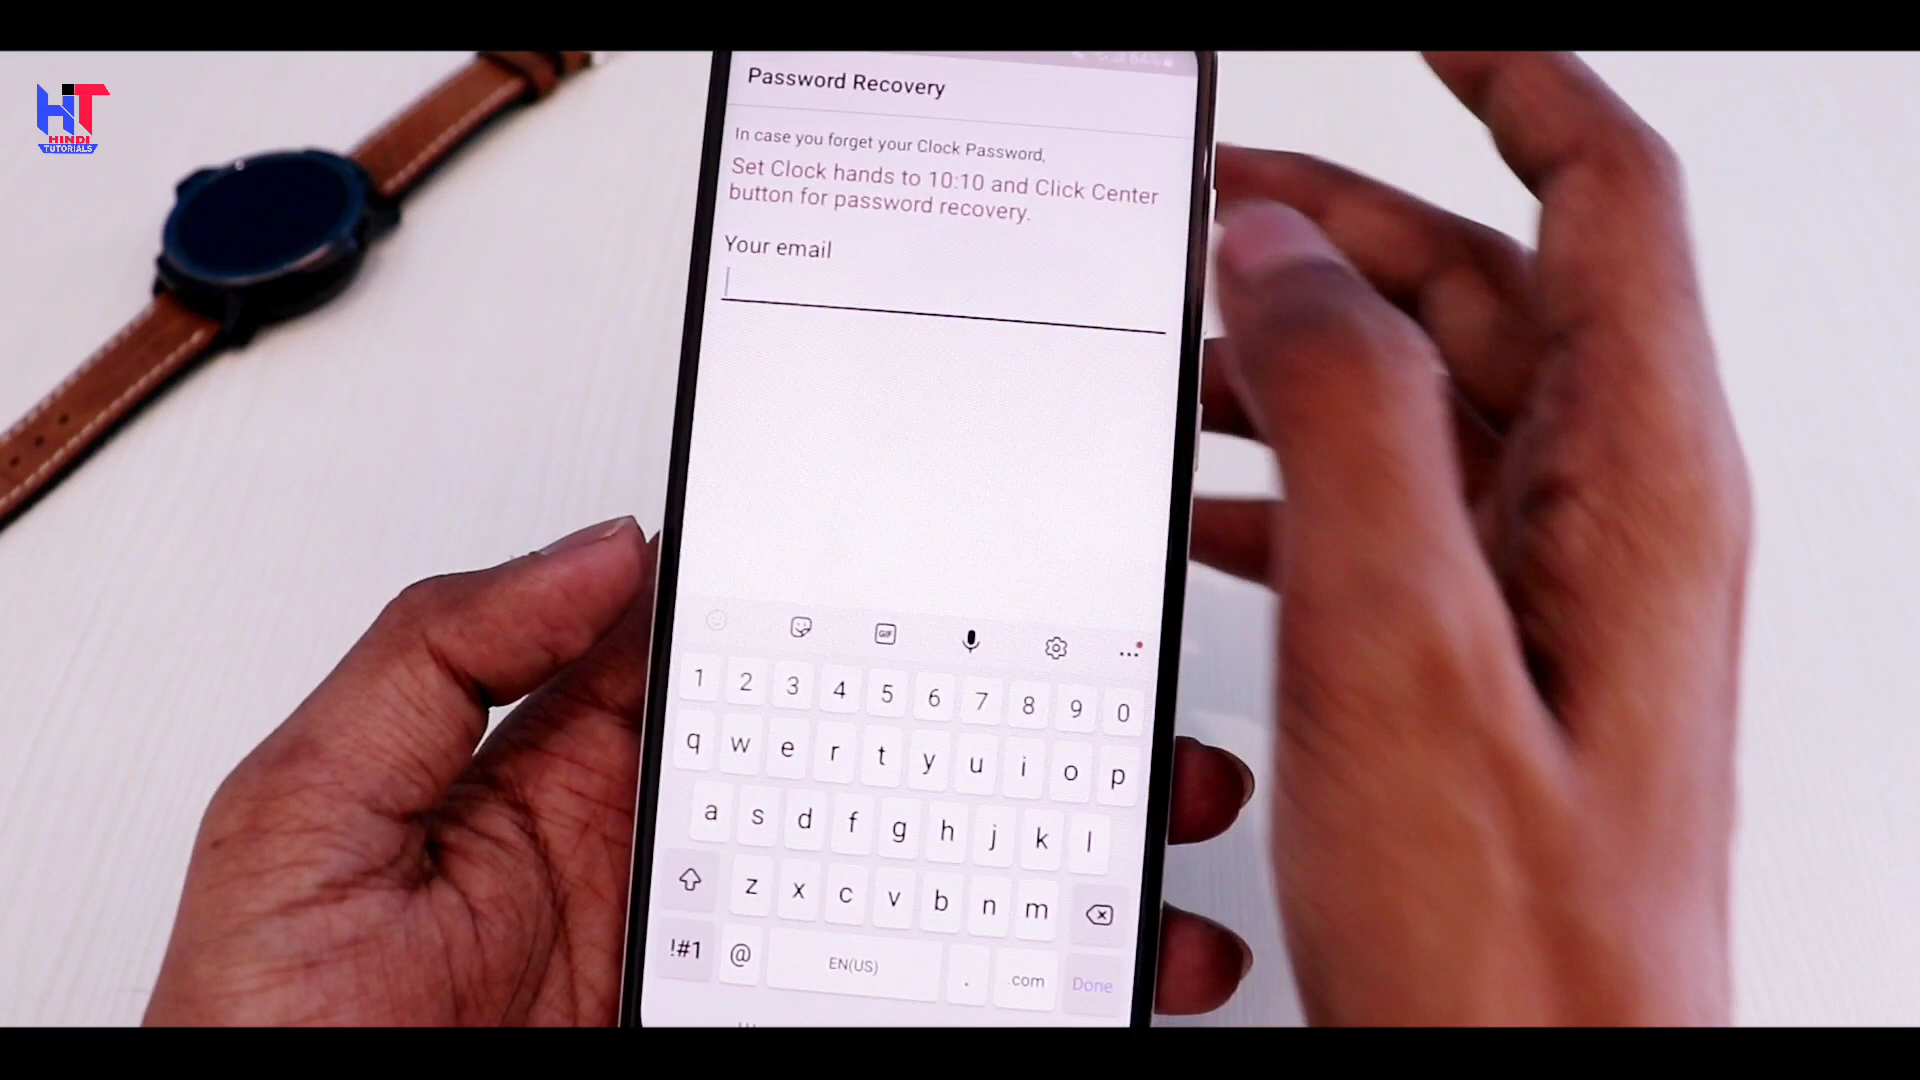 HT
HINDI
TUTORIALS
Password Recovery
In case you forget your Clock Password,
Set Clock hands to 10:10 and Click Center
button for password recovery.
Your email
GIF
1 2 3 4 5 6 7 8 9 0
q w e r t y u i o p
a s d f g h j k l
z x c v b n m
!#1 @ EN(US) . .com Done